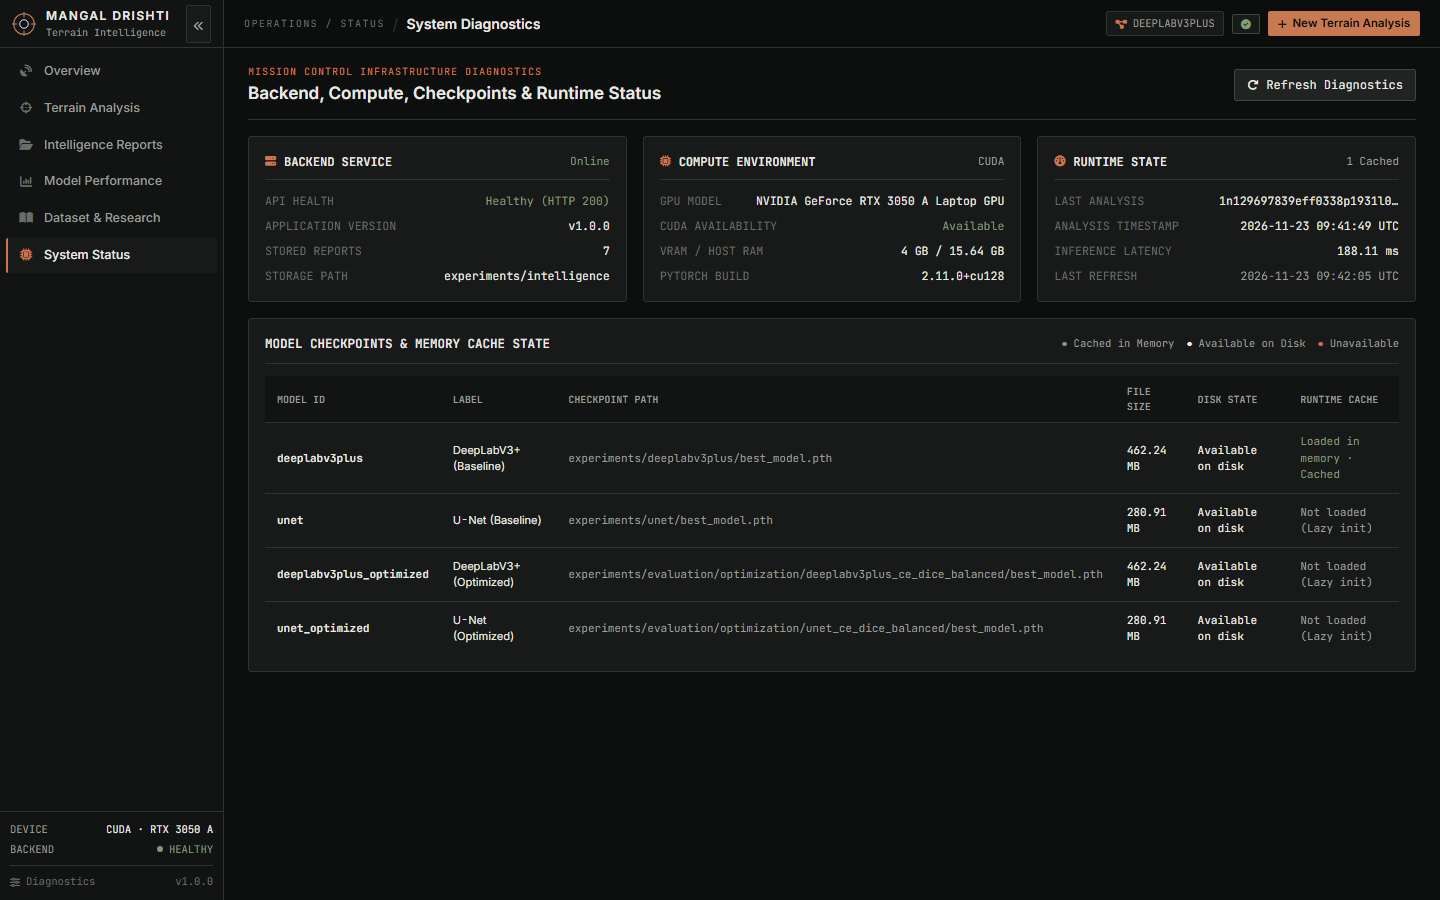 MANGAL DRISHTI
Terrain Intelligence
«
OPERATIONS / STATUS / System Diagnostics
DEEPLABV3PLUS
+ New Terrain Analysis
Overview
Terrain Analysis
Intelligence Reports
Model Performance
Dataset & Research
System Status
MISSION CONTROL INFRASTRUCTURE DIAGNOSTICS
Backend, Compute, Checkpoints & Runtime Status
Refresh Diagnostics
BACKEND SERVICE Online
API HEALTH Healthy (HTTP 200)
APPLICATION VERSION v1.0.0
STORED REPORTS 7
STORAGE PATH experiments/intelligence
COMPUTE ENVIRONMENT CUDA
GPU MODEL NVIDIA GeForce RTX 3050 A Laptop GPU
CUDA AVAILABILITY Available
VRAM / HOST RAM 4 GB / 15.64 GB
PYTORCH BUILD 2.11.0+cu128
RUNTIME STATE 1 Cached
LAST ANALYSIS 1n129697839eff0338p1931l0…
ANALYSIS TIMESTAMP 2026-11-23 09:41:49 UTC
INFERENCE LATENCY 188.11 ms
LAST REFRESH 2026-11-23 09:42:05 UTC
MODEL CHECKPOINTS & MEMORY CACHE STATE
● Cached in Memory ● Available on Disk ● Unavailable
MODEL ID LABEL CHECKPOINT PATH FILE SIZE DISK STATE RUNTIME CACHE
deeplabv3plus DeepLabV3+ (Baseline) experiments/deeplabv3plus/best_model.pth 462.24 MB Available on disk Loaded in memory · Cached
unet U-Net (Baseline) experiments/unet/best_model.pth 280.91 MB Available on disk Not loaded (Lazy init)
deeplabv3plus_optimized DeepLabV3+ (Optimized) experiments/evaluation/optimization/deeplabv3plus_ce_dice_balanced/best_model.pth 462.24 MB Available on disk Not loaded (Lazy init)
unet_optimized U-Net (Optimized) experiments/evaluation/optimization/unet_ce_dice_balanced/best_model.pth 280.91 MB Available on disk Not loaded (Lazy init)
DEVICE CUDA · RTX 3050 A
BACKEND ● HEALTHY
Diagnostics v1.0.0